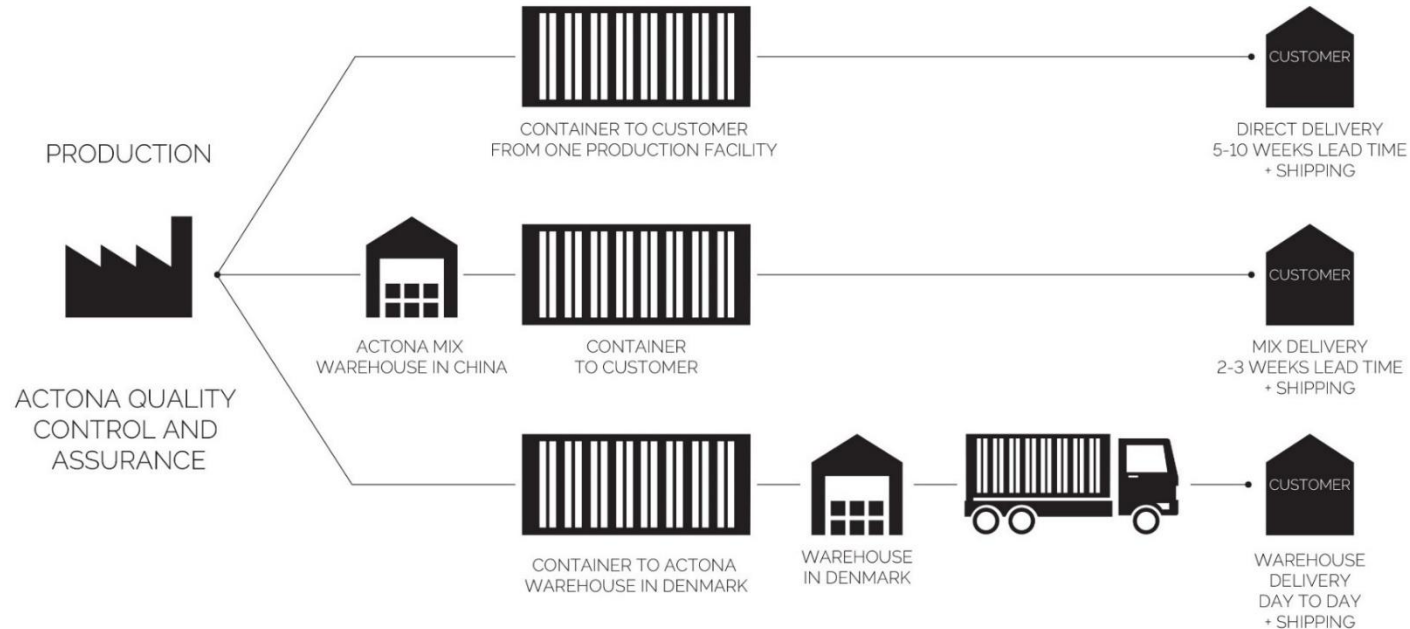 PRODUCTION
ACTONA QUALITY
CONTROL AND
ASSURANCE
CONTAINER TO CUSTOMER
FROM ONE PRODUCTION FACILITY
CUSTOMER
DIRECT DELIVERY
5-10 WEEKS LEAD TIME
+ SHIPPING
ACTONA MIX
WAREHOUSE IN CHINA
CONTAINER
TO CUSTOMER
CUSTOMER
MIX DELIVERY
2-3 WEEKS LEAD TIME
+ SHIPPING
CONTAINER TO ACTONA
WAREHOUSE IN DENMARK
WAREHOUSE
IN DENMARK
CUSTOMER
WAREHOUSE
DELIVERY
DAY TO DAY
+ SHIPPING